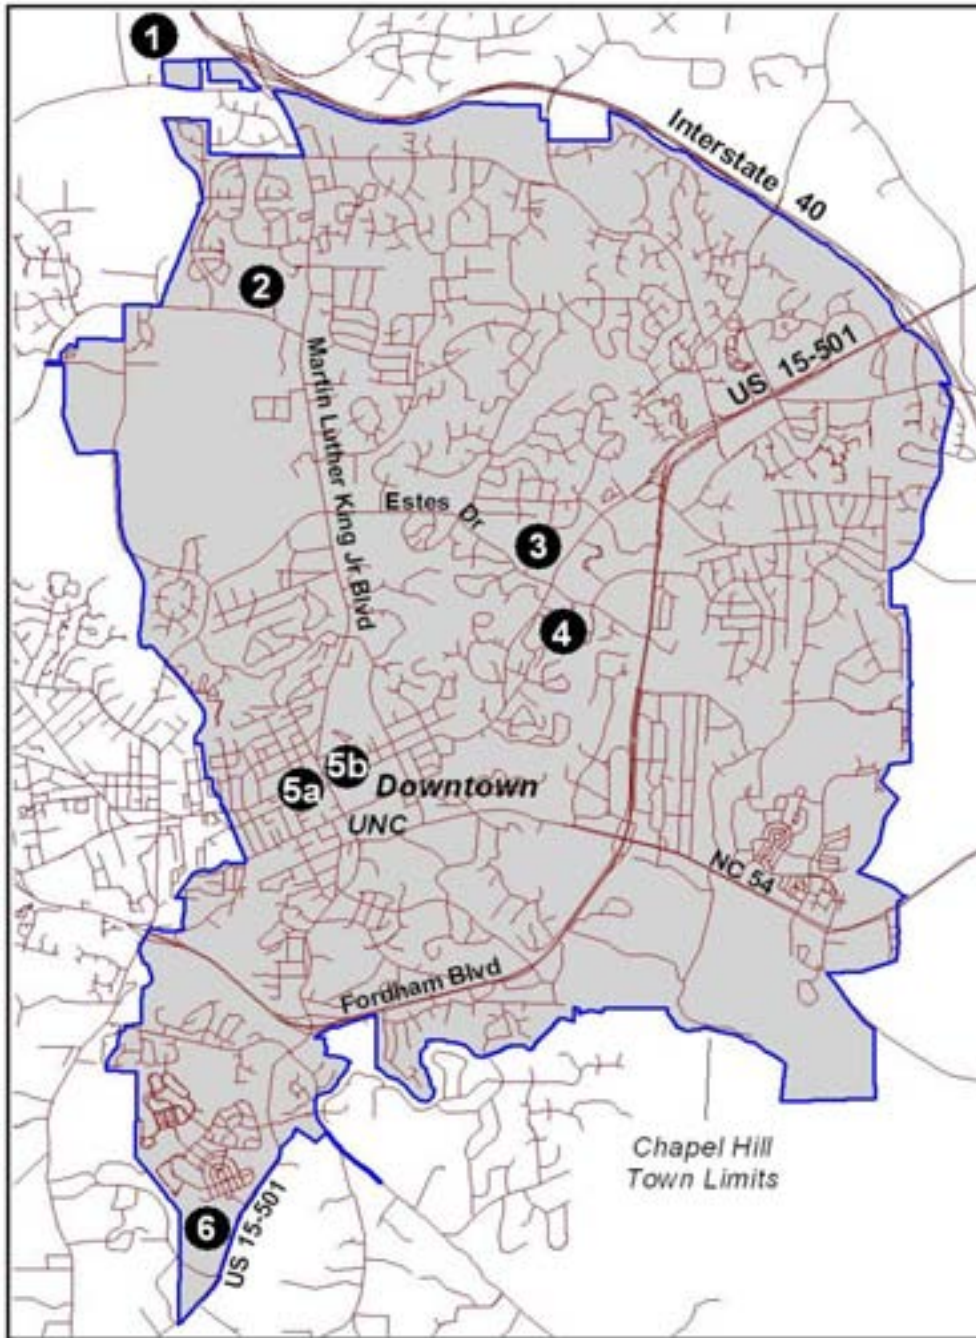 1
Interstate 40
2
US 15-501
Martin Luther King Jr Blvd
Estes Dr
3
4
5b
5a
Downtown
UNC
NC 54
Fordham Blvd
Chapel Hill
Town Limits
6
US 15-501